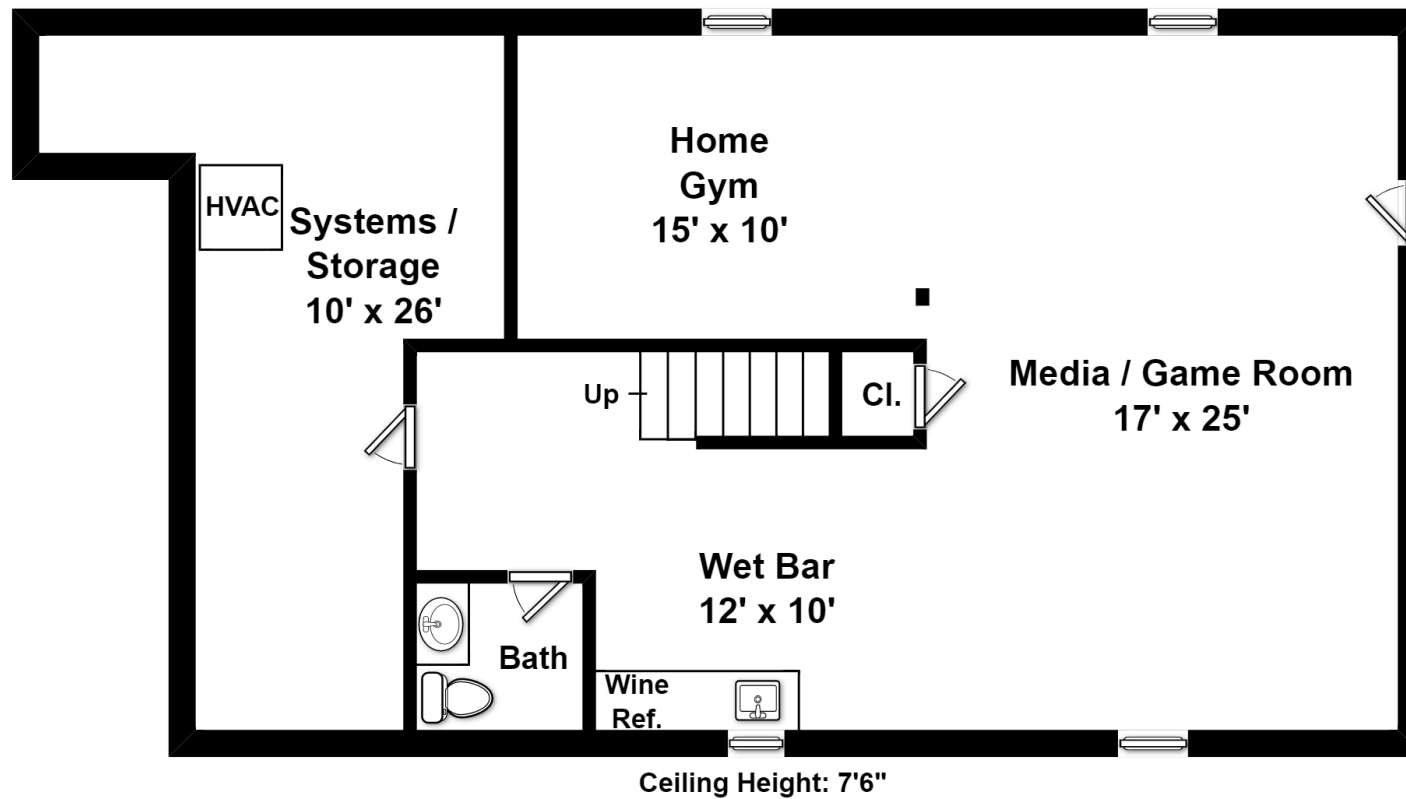 Home
Gym
15' x 10'
HVAC
Systems /
Storage
10' x 26'
Up
Cl.
Media / Game Room
17' x 25'
Wet Bar
12' x 10'
Bath
Wine
Ref.
Ceiling Height: 7'6"